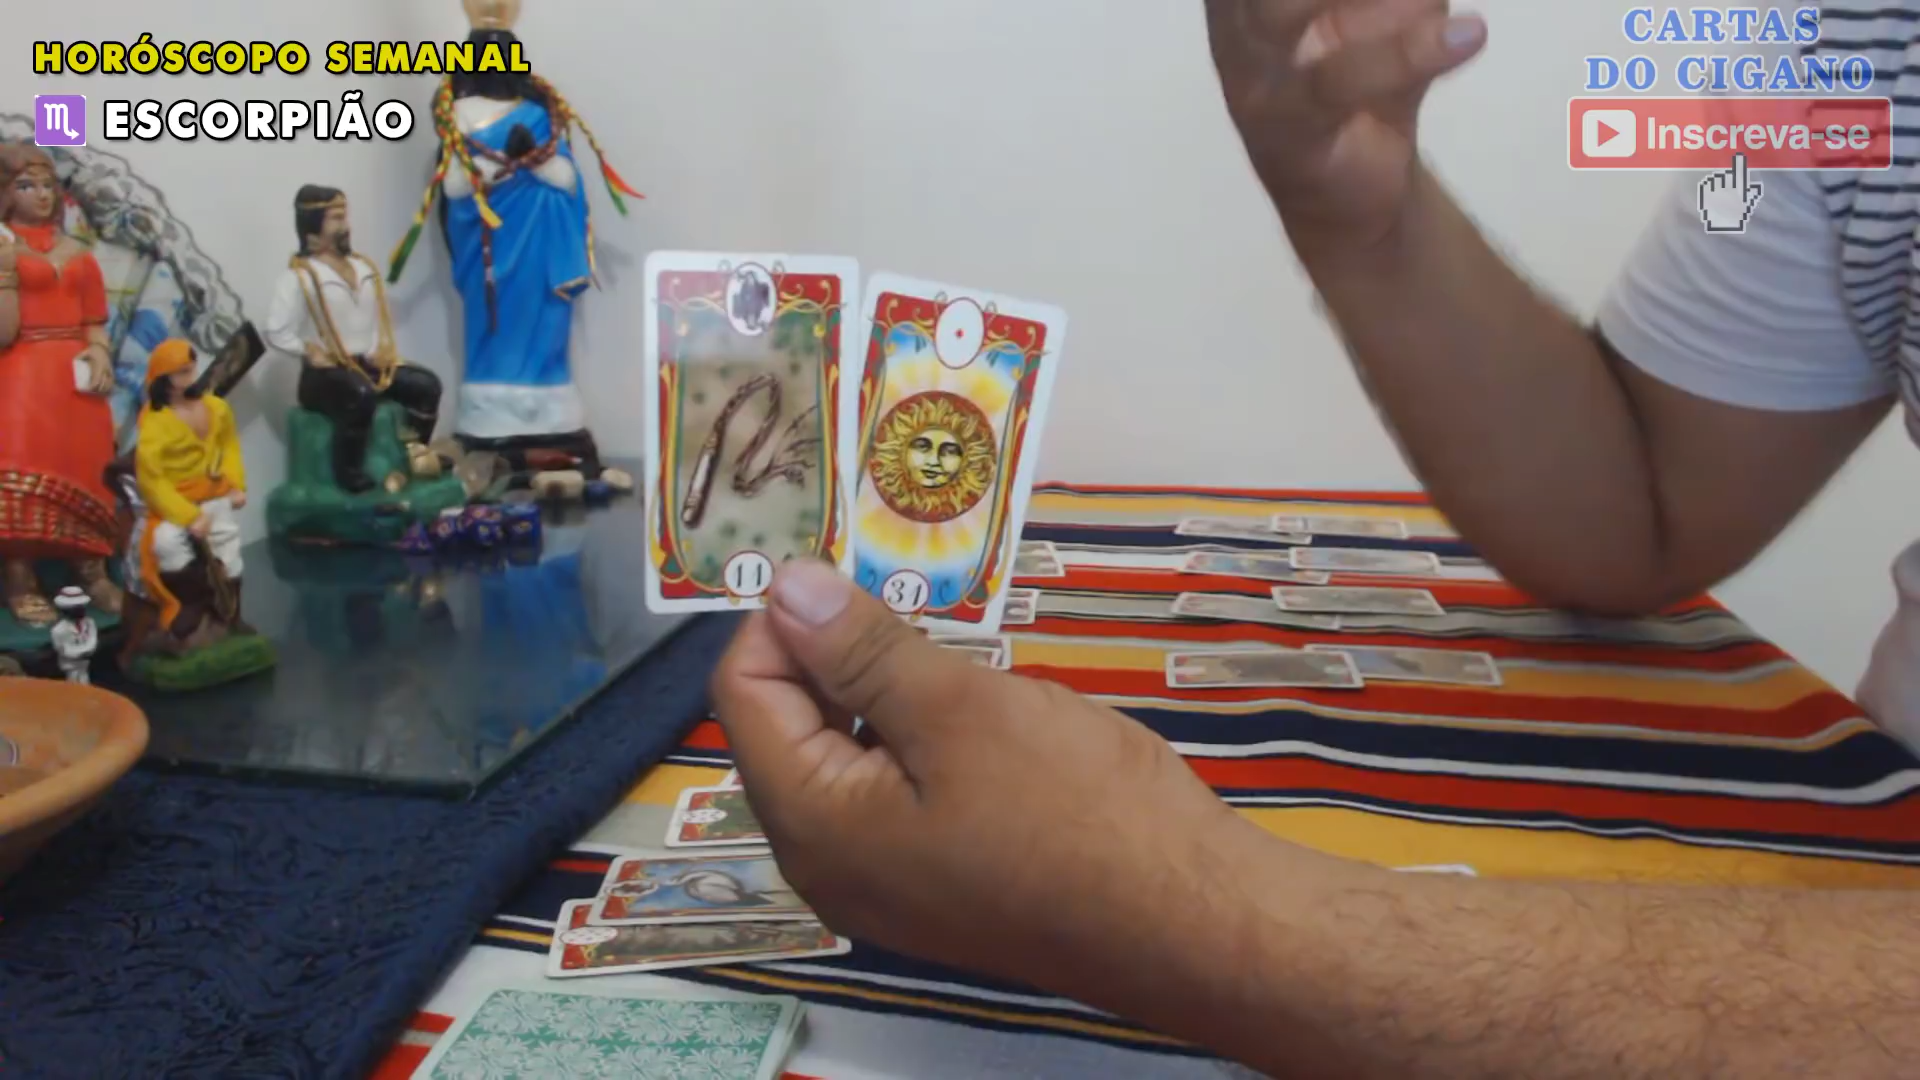 HORÓSCOPO SEMANAL
♏ ESCORPIÃO
CARTAS
DO CIGANO
Inscreva-se
11
31